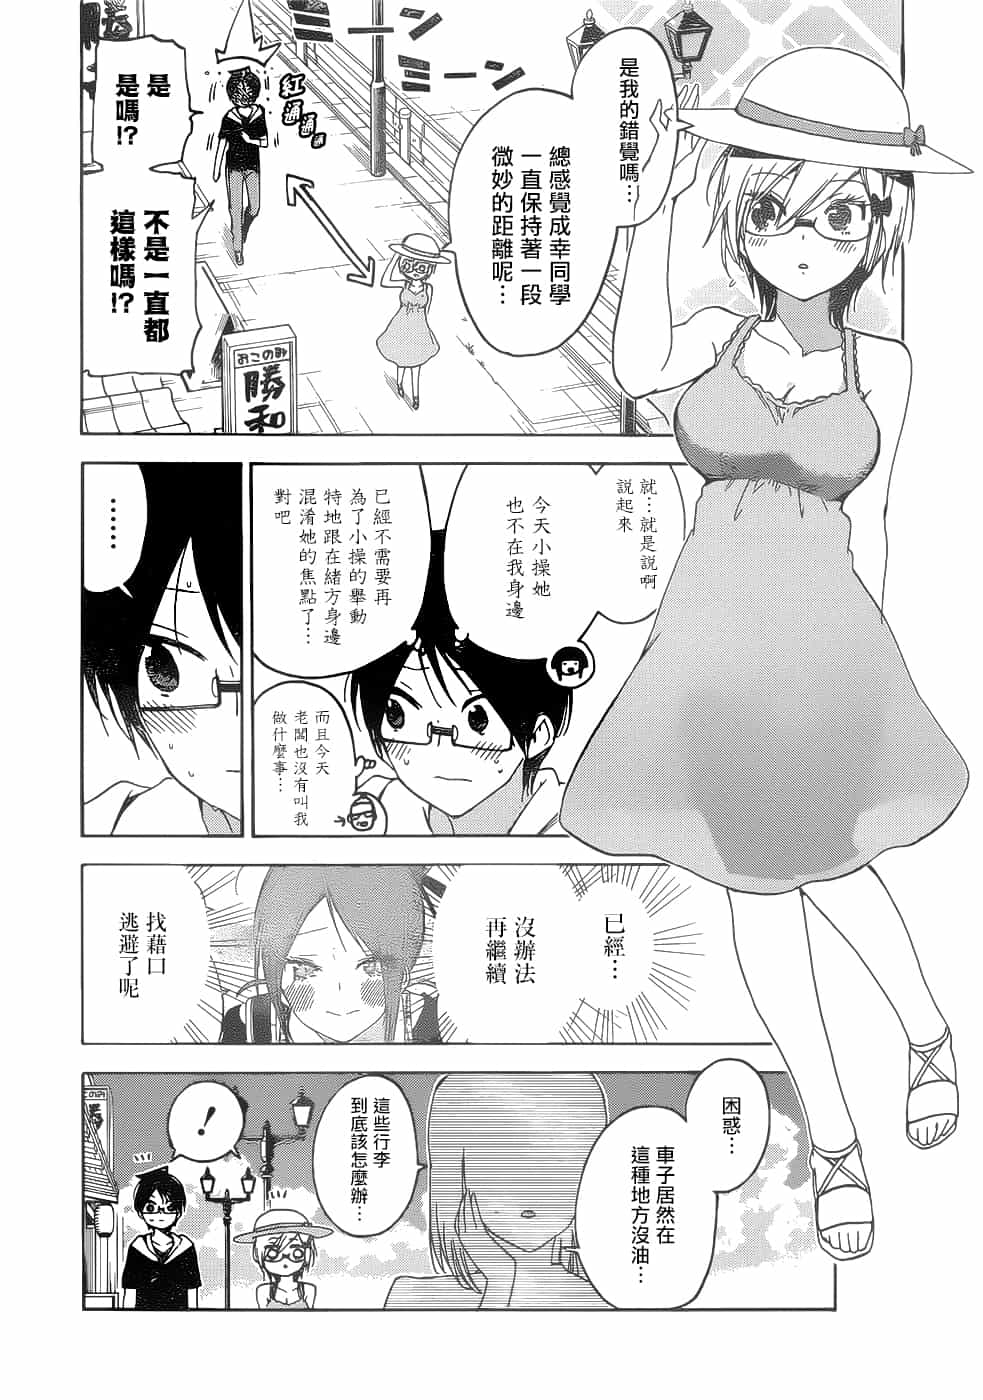 是我的錯覺嗎…
總感覺成幸同學
一直保持著一段
微妙的距離呢…
ミーンミーン
紅通通
是
是嗎!?
不是一直都
這樣嗎!?
おこのみ
勝和
就…就是說啊
說起來
今天小操她
也不在我身邊
已經不需要再
為了小操的舉動
特地跟在緒方身邊
混淆她的焦點了…
對吧
而且今天
老闆也沒有叫我
做什麼事…
……
已經…
沒辦法
再繼續
找藉口
逃避了呢
困惑…
車子居然在
這種地方沒油…
這些行李
到底該怎麼辦…
!
このみ
勝